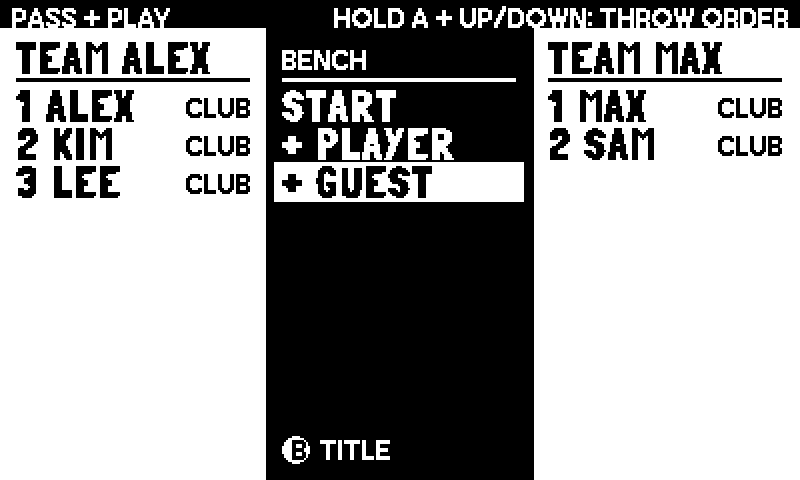 PASS + PLAY
HOLD A + UP/DOWN: THROW ORDER
TEAM ALEX
1 ALEX CLUB
2 KIM CLUB
3 LEE CLUB
BENCH
START
+ PLAYER
+ GUEST
B TITLE
TEAM MAX
1 MAX CLUB
2 SAM CLUB